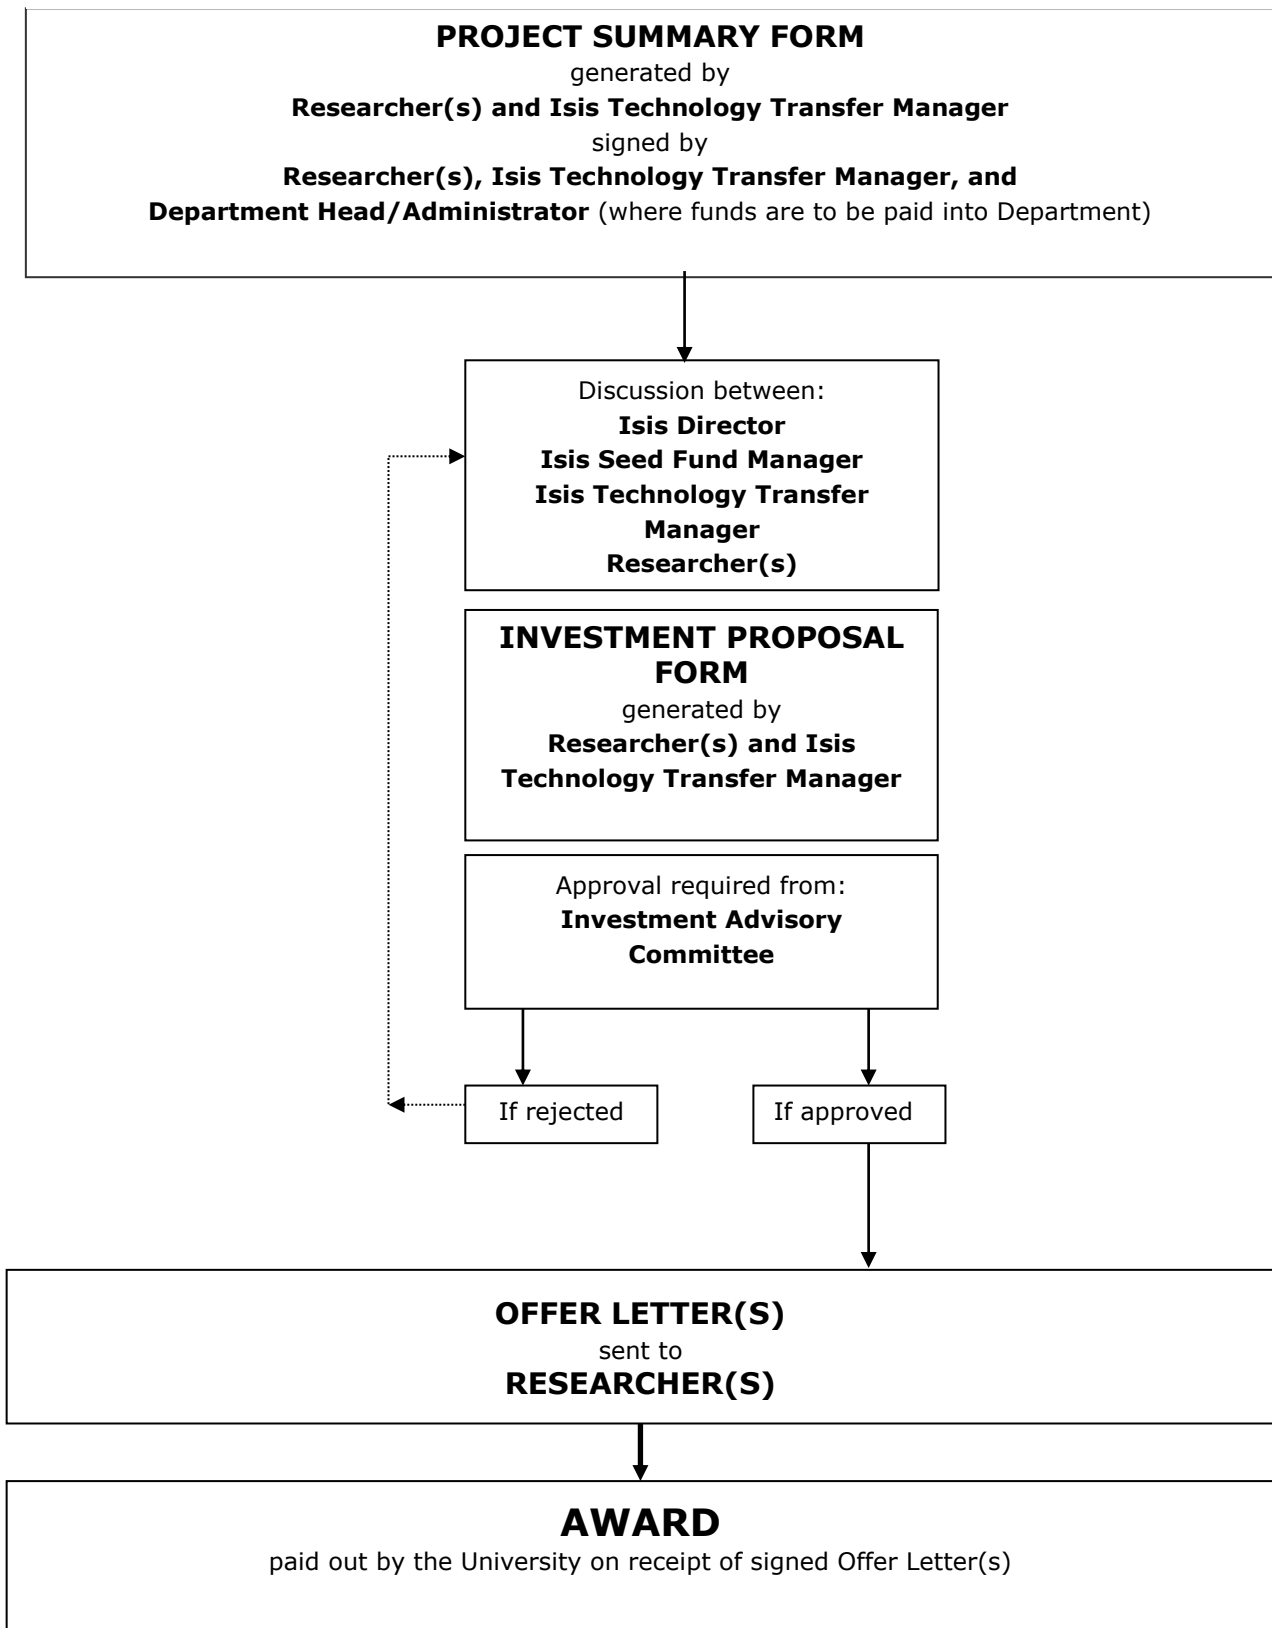 PROJECT SUMMARY FORM
generated by
Researcher(s) and Isis Technology Transfer Manager
signed by
Researcher(s), Isis Technology Transfer Manager, and
Department Head/Administrator (where funds are to be paid into Department)
Discussion between:
Isis Director
Isis Seed Fund Manager
Isis Technology Transfer
Manager
Researcher(s)
INVESTMENT PROPOSAL
FORM
generated by
Researcher(s) and Isis
Technology Transfer Manager
Approval required from:
Investment Advisory
Committee
If rejected
If approved
OFFER LETTER(S)
sent to
RESEARCHER(S)
AWARD
paid out by the University on receipt of signed Offer Letter(s)